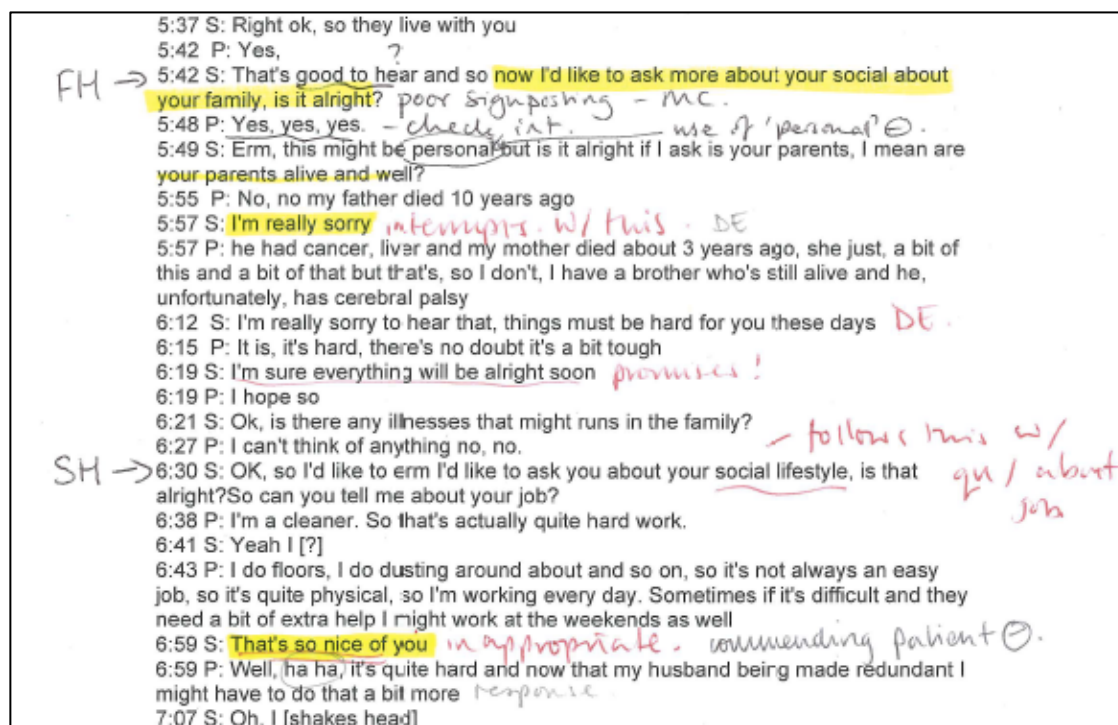 5:37 S: Right ok, so they live with you
5:42 P: Yes, ?
FH → 5:42 S: That's good to hear and so now I'd like to ask more about your social about
your family, is it alright? poor signposting - MC.
5:48 P: Yes, yes, yes. - check int. use of 'personal' ⊖.
5:49 S: Erm, this might be personal but is it alright if I ask is your parents, I mean are
your parents alive and well?
5:55 P: No, no my father died 10 years ago
5:57 S: I'm really sorry interrupts w/ this. DE
5:57 P: he had cancer, liver and my mother died about 3 years ago, she just, a bit of
this and a bit of that but that's, so I don't, I have a brother who's still alive and he,
unfortunately, has cerebral palsy
6:12 S: I'm really sorry to hear that, things must be hard for you these days DE.
6:15 P: It is, it's hard, there's no doubt it's a bit tough
6:19 S: I'm sure everything will be alright soon promises!
6:19 P: I hope so
6:21 S: Ok, is there any illnesses that might runs in the family?
6:27 P: I can't think of anything no, no. - follows this w/
SH → 6:30 S: OK, so I'd like to erm I'd like to ask you about your social lifestyle, is that qu/ about
alright?So can you tell me about your job? job
6:38 P: I'm a cleaner. So that's actually quite hard work.
6:41 S: Yeah I [?]
6:43 P: I do floors, I do dusting around about and so on, so it's not always an easy
job, so it's quite physical, so I'm working every day. Sometimes if it's difficult and they
need a bit of extra help I might work at the weekends as well
6:59 S: That's so nice of you inappropriate. commending patient ⊖.
6:59 P: Well, ha ha, it's quite hard and now that my husband being made redundant I
might have to do that a bit more response
7:07 S: Oh, I [shakes head]